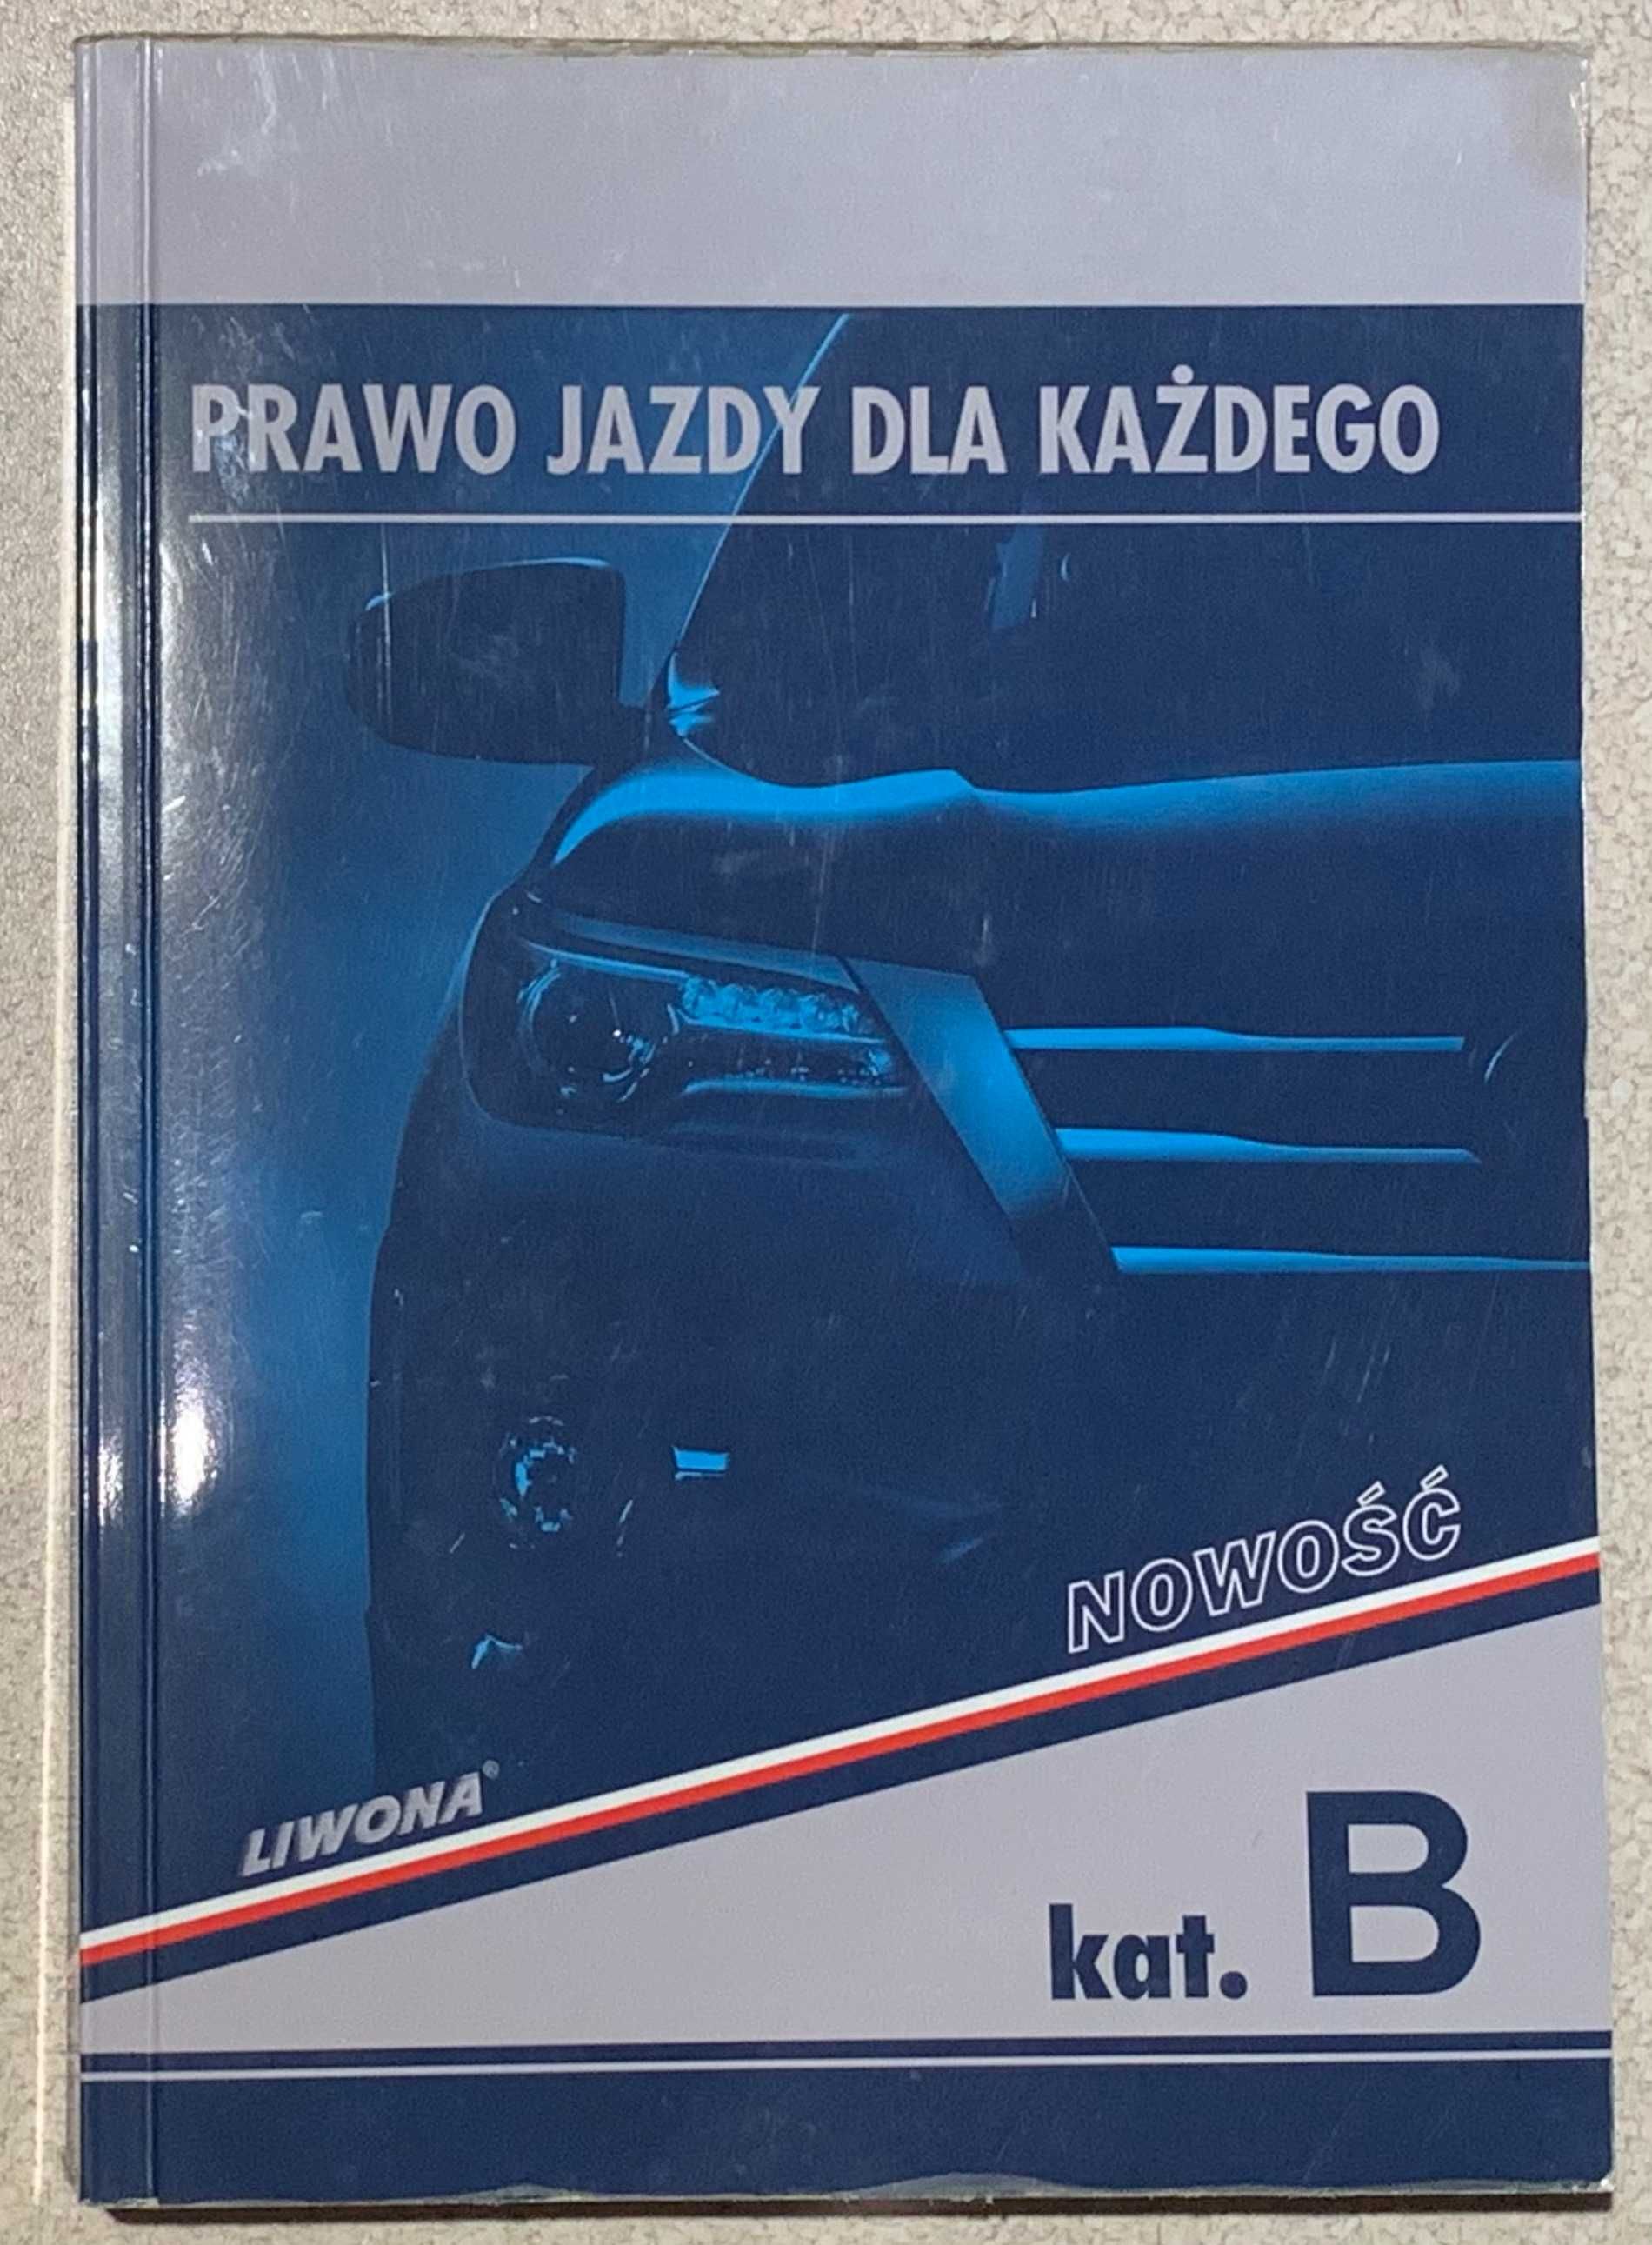 PRAWO JAZDY DLA KAŻDEGO
NOWOŚĆ
LIWONA®
kat. B